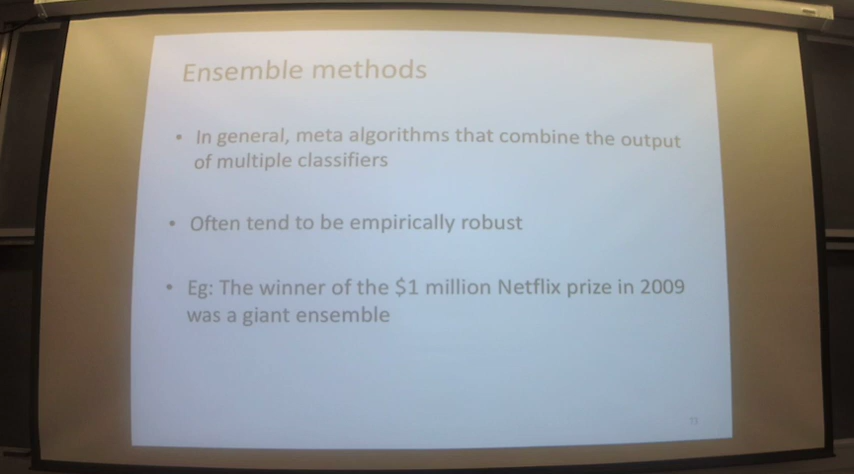 Ensemble methods
• In general, meta algorithms that combine the output
of multiple classifiers
• Often tend to be empirically robust
• Eg: The winner of the $1 million Netflix prize in 2009
was a giant ensemble